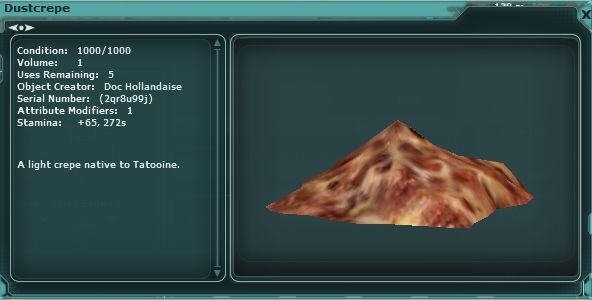 Dustcrepe
X
Condition: 1000/1000
Volume: 1
Uses Remaining: 5
Object Creator: Doc Hollandaise
Serial Number: (2qr8u99j)
Attribute Modifiers: 1
Stamina: +65, 272s
A light crepe native to Tatooine.